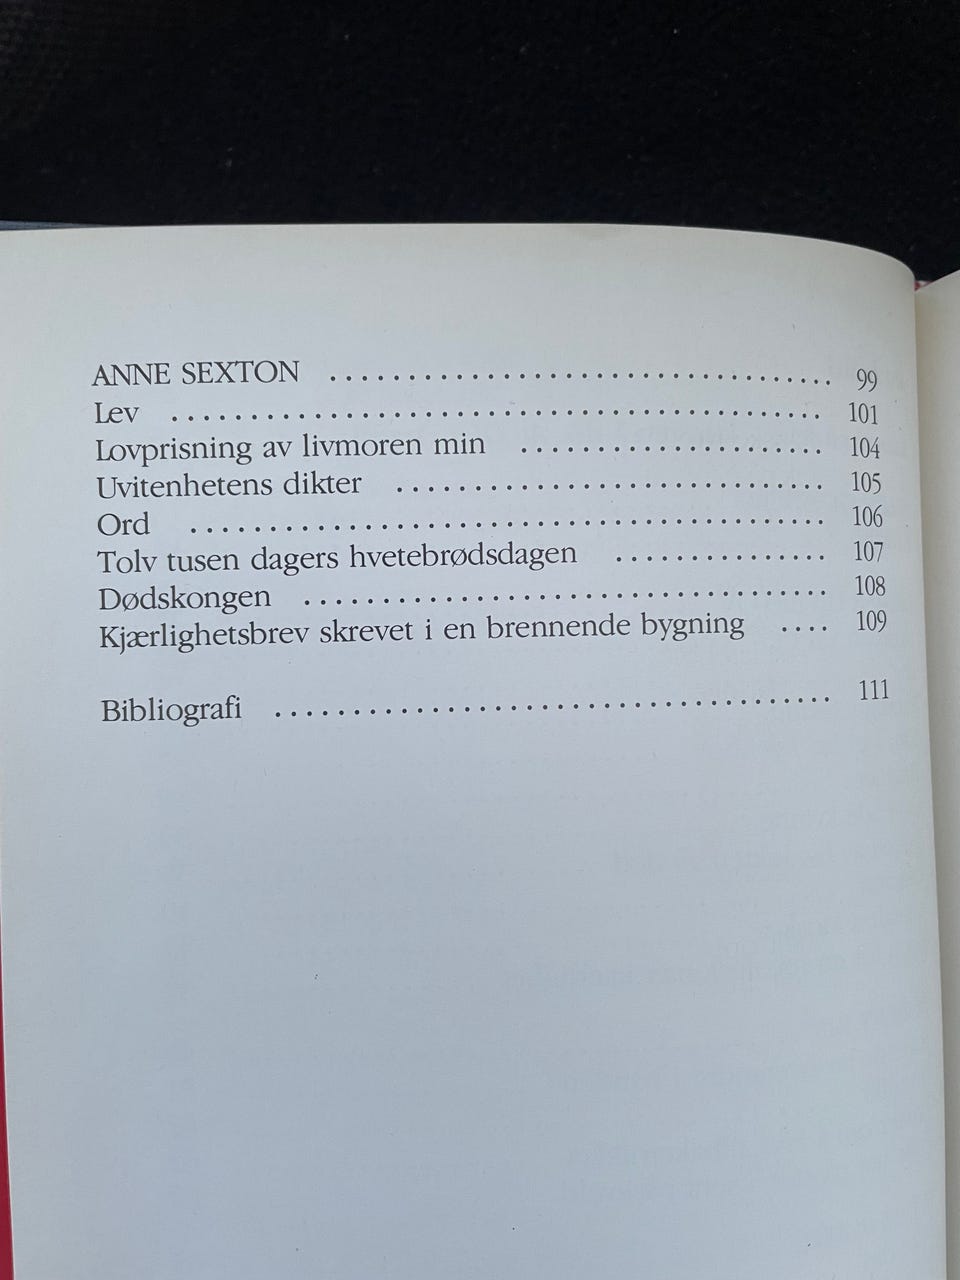 ANNE SEXTON .................................. 99
Lev .......................................... 101
Lovprisning av livmoren min .................... 104
Uvitenhetens dikter ............................ 105
Ord ......................................... 106
Tolv tusen dagers hvetebrødsdagen .............. 107
Dødskongen .................................. 108
Kjærlighetsbrev skrevet i en brennende bygning .... 109
Bibliografi .................................... 111